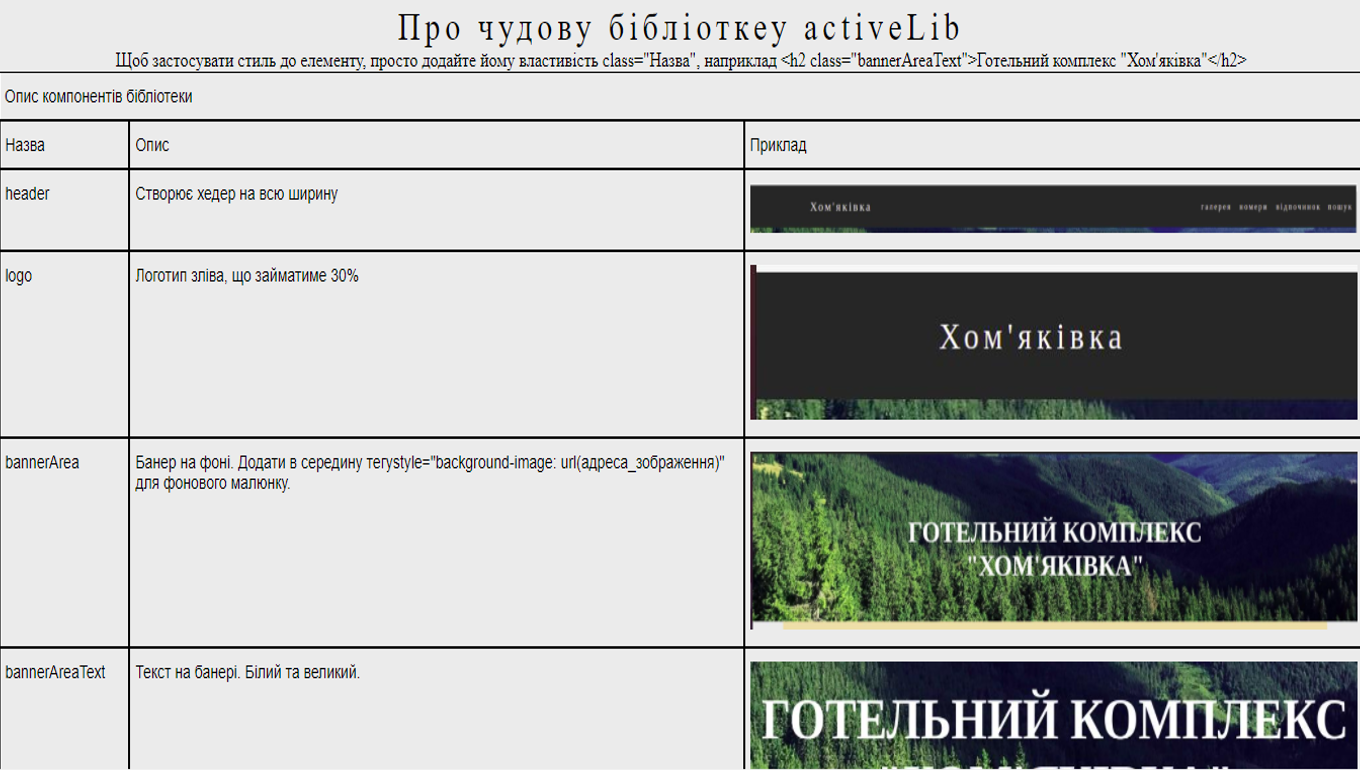 Про чудову бібліоткеу activeLib
Щоб застосувати стиль до елементу, просто додайте йому властивість class="Назва", наприклад <h2 class="bannerAreaText">Готельний комплекс "Хом'яківка"</h2>
Опис компонентів бібліотеки
Назва Опис Приклад
header Створює хедер на всю ширину
Хом'яківка галерея номери відпочинок пошук
logo Логотип зліва, що займатиме 30%
Хом'яківка
bannerArea Банер на фоні. Додати в середину тегуstyle="background-image: url(адреса_зображення)"
для фонового малюнку.
ГОТЕЛЬНИЙ КОМПЛЕКС
"ХОМ'ЯКІВКА"
bannerAreaText Текст на банері. Білий та великий.
ГОТЕЛЬНИЙ КОМПЛЕКС